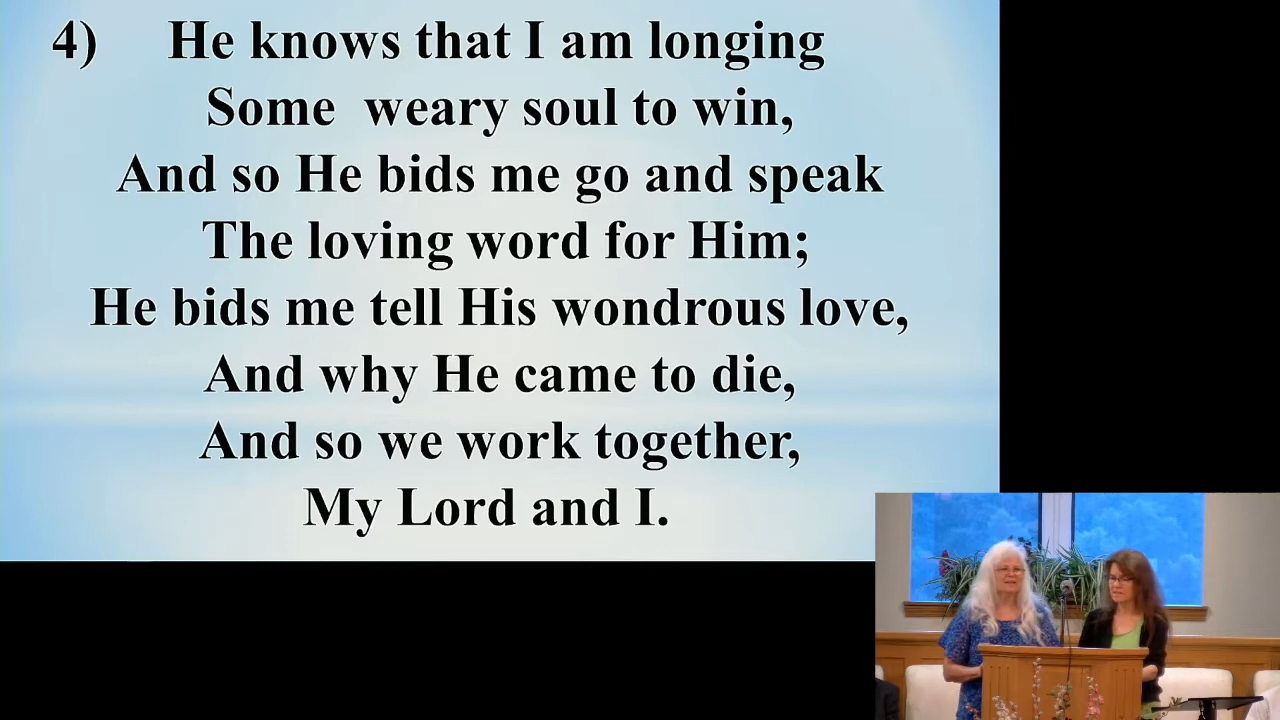 4) He knows that I am longing
Some weary soul to win,
And so He bids me go and speak
The loving word for Him;
He bids me tell His wondrous love,
And why He came to die,
And so we work together,
My Lord and I.